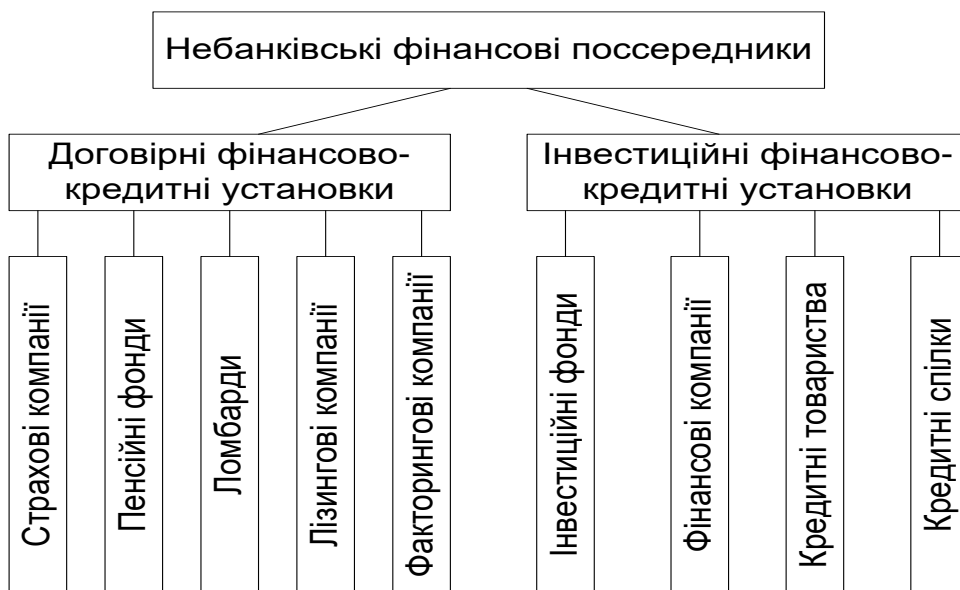 Небанківські фінансові поссередники
Договірні фінансово-
кредитні установки
Інвестиційні фінансово-
кредитні установки
Страхові компанії
Пенсійні фонди
Ломбарди
Лізингові компанії
Факторингові компанії
Інвестиційні фонди
Фінансові компанії
Кредитні товариства
Кредитні спілки